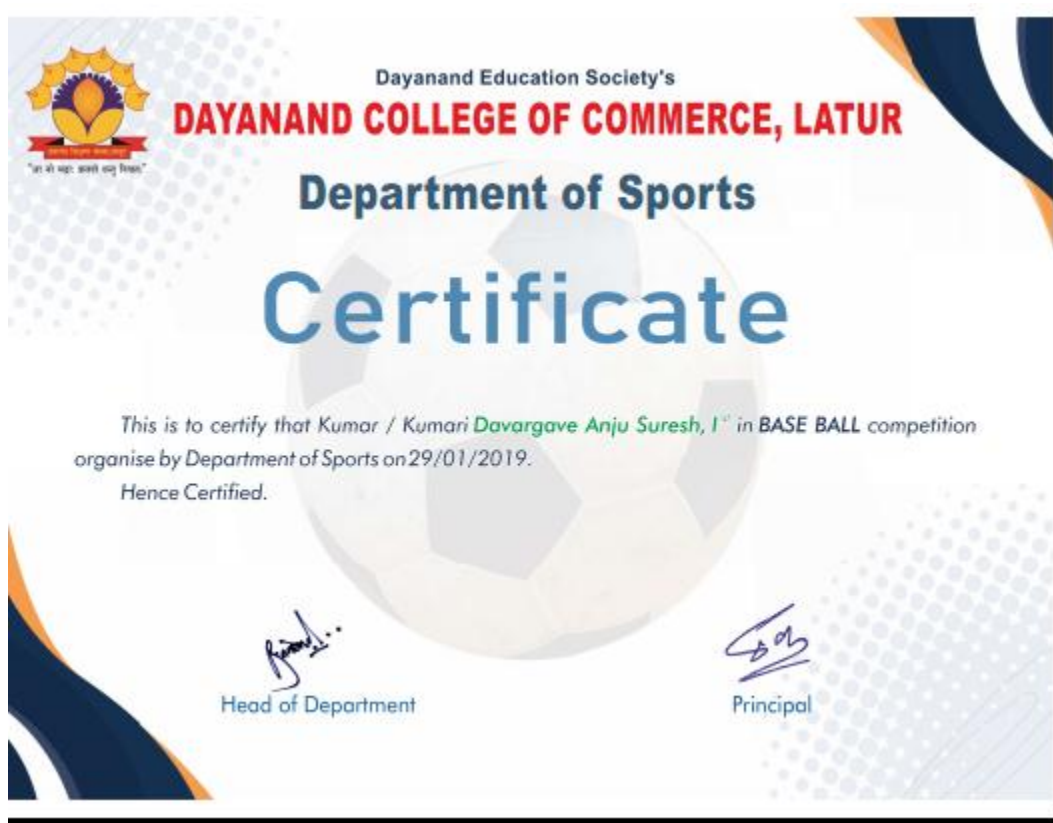 Dayanand Education Society's
DAYANAND COLLEGE OF COMMERCE, LATUR
Department of Sports
Certificate
This is to certify that Kumar / Kumari Davargave Anju Suresh, I in BASE BALL competition
organise by Department of Sports on 29/01/2019.
Hence Certified.
Head of Department
Principal